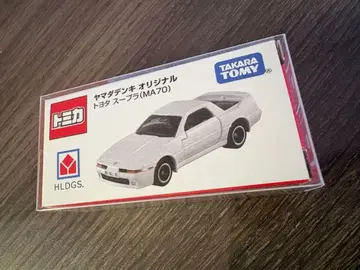 トミカ
ヤマダデンキ オリジナル
トヨタ スープラ(MA70)
TAKARA
TOMY
®
HLDGS.